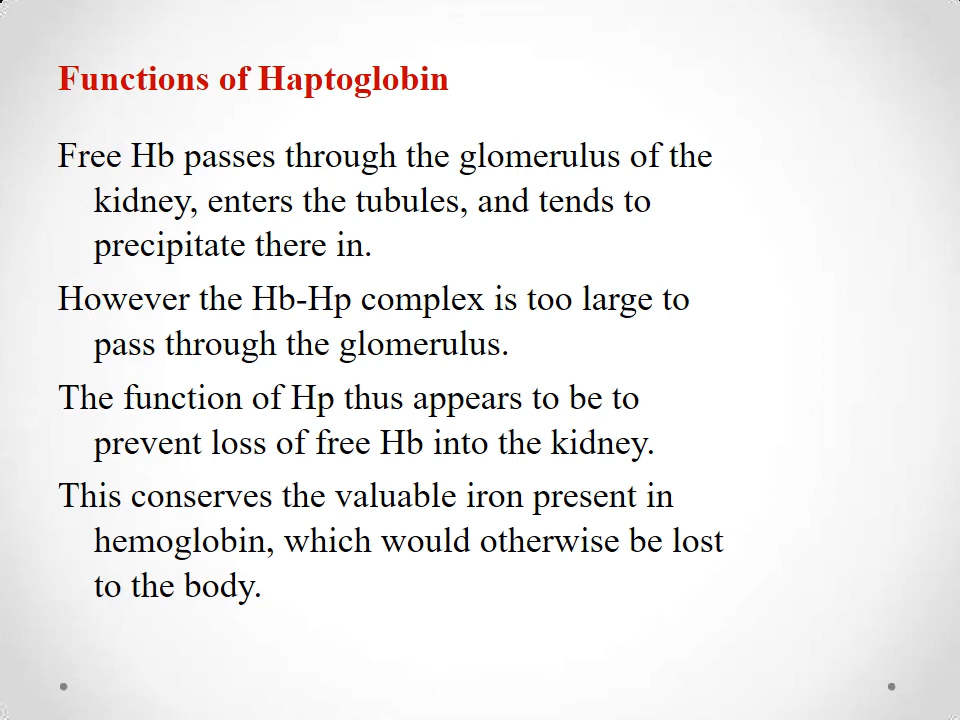 Functions of Haptoglobin
Free Hb passes through the glomerulus of the
kidney, enters the tubules, and tends to
precipitate there in.
However the Hb-Hp complex is too large to
pass through the glomerulus.
The function of Hp thus appears to be to
prevent loss of free Hb into the kidney.
This conserves the valuable iron present in
hemoglobin, which would otherwise be lost
to the body.